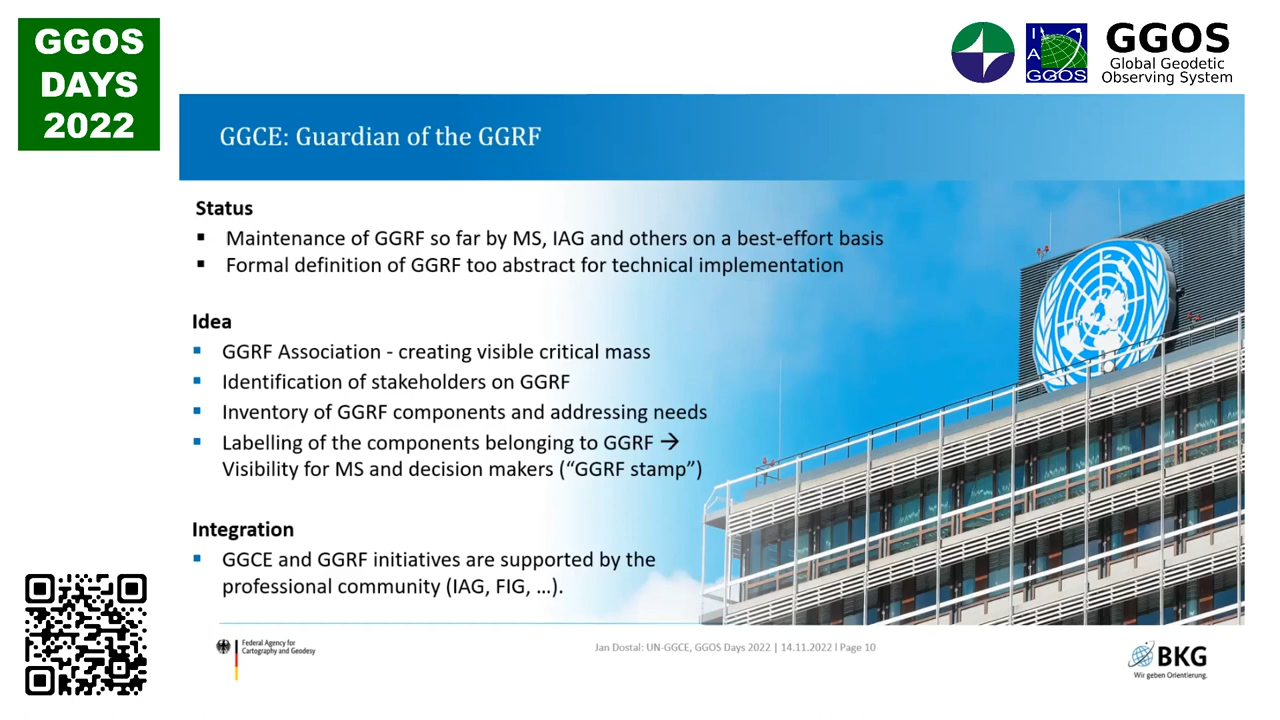 GGOS
DAYS
2022
I
A
G
GGOS
GGOS
Global Geodetic
Observing System
GGCE: Guardian of the GGRF
Status
▪ Maintenance of GGRF so far by MS, IAG and others on a best-effort basis
▪ Formal definition of GGRF too abstract for technical implementation
Idea
▪ GGRF Association - creating visible critical mass
▪ Identification of stakeholders on GGRF
▪ Inventory of GGRF components and addressing needs
▪ Labelling of the components belonging to GGRF →
Visibility for MS and decision makers (“GGRF stamp”)
Integration
▪ GGCE and GGRF initiatives are supported by the
professional community (IAG, FIG, …).
Federal Agency for
Cartography and Geodesy
Jan Dostal: UN-GGCE, GGOS Days 2022 | 14.11.2022 I Page 10
BKG
Wir geben Orientierung.